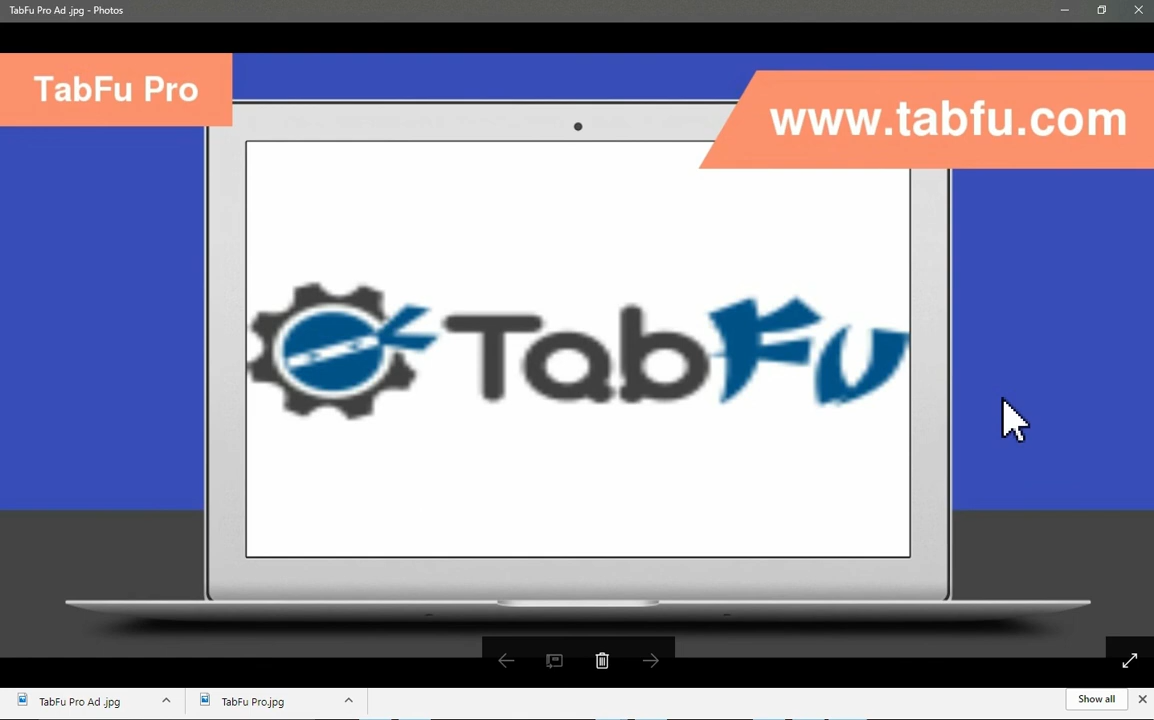 TabFu Pro Ad .jpg - Photos
TabFu Pro
www.tabfu.com
TabFu
TabFu Pro Ad .jpg
TabFu Pro.jpg
Show all